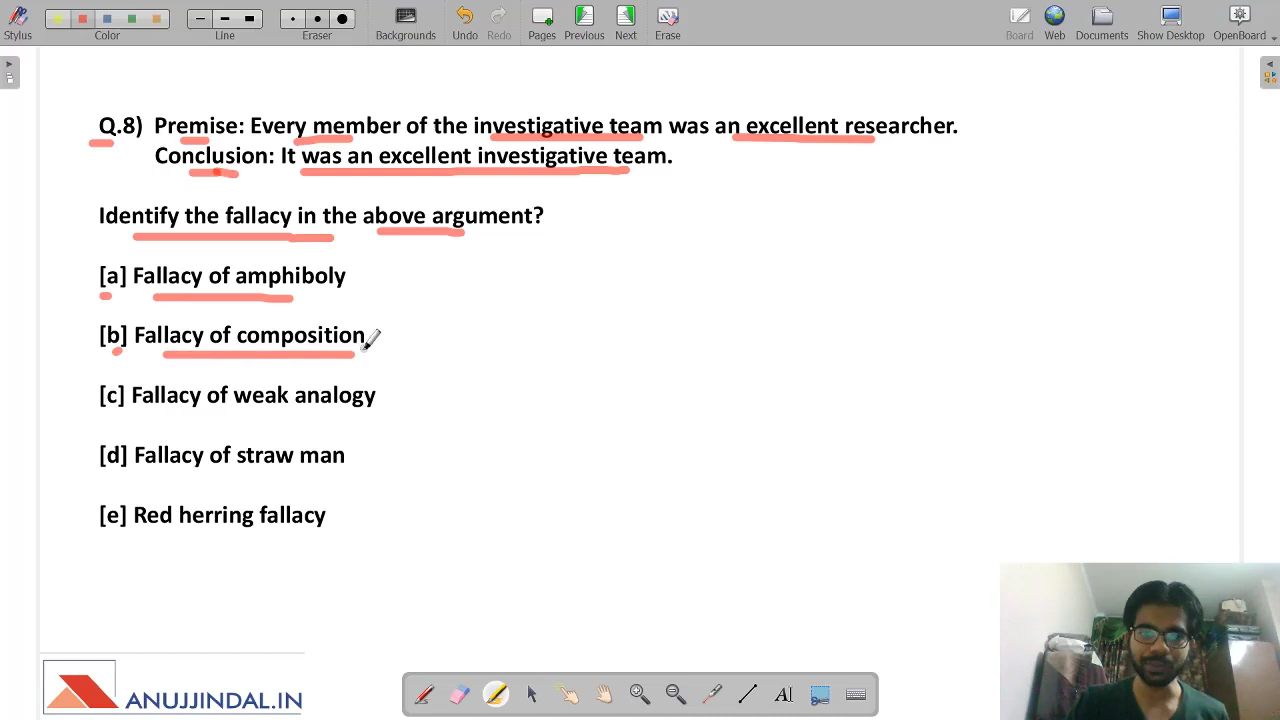 Stylus
Color
Line
Eraser
Backgrounds
Undo
Redo
Pages
Previous
Next
Erase
Board
Web
Documents
Show Desktop
OpenBoard
Q.8) Premise: Every member of the investigative team was an excellent researcher.
Conclusion: It was an excellent investigative team.
Identify the fallacy in the above argument?
[a] Fallacy of amphiboly
[b] Fallacy of composition
[c] Fallacy of weak analogy
[d] Fallacy of straw man
[e] Red herring fallacy
ANUJJINDAL.IN